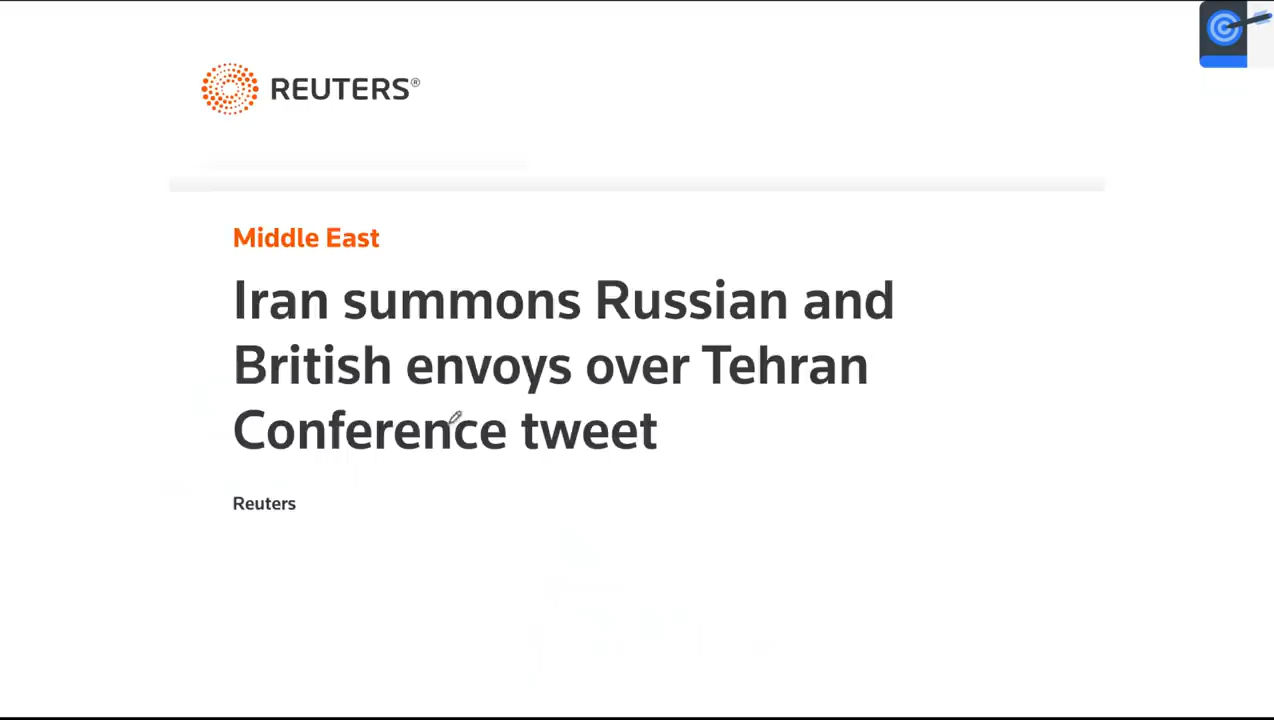 REUTERS®
Middle East
Iran summons Russian and
British envoys over Tehran
Conference tweet
Reuters